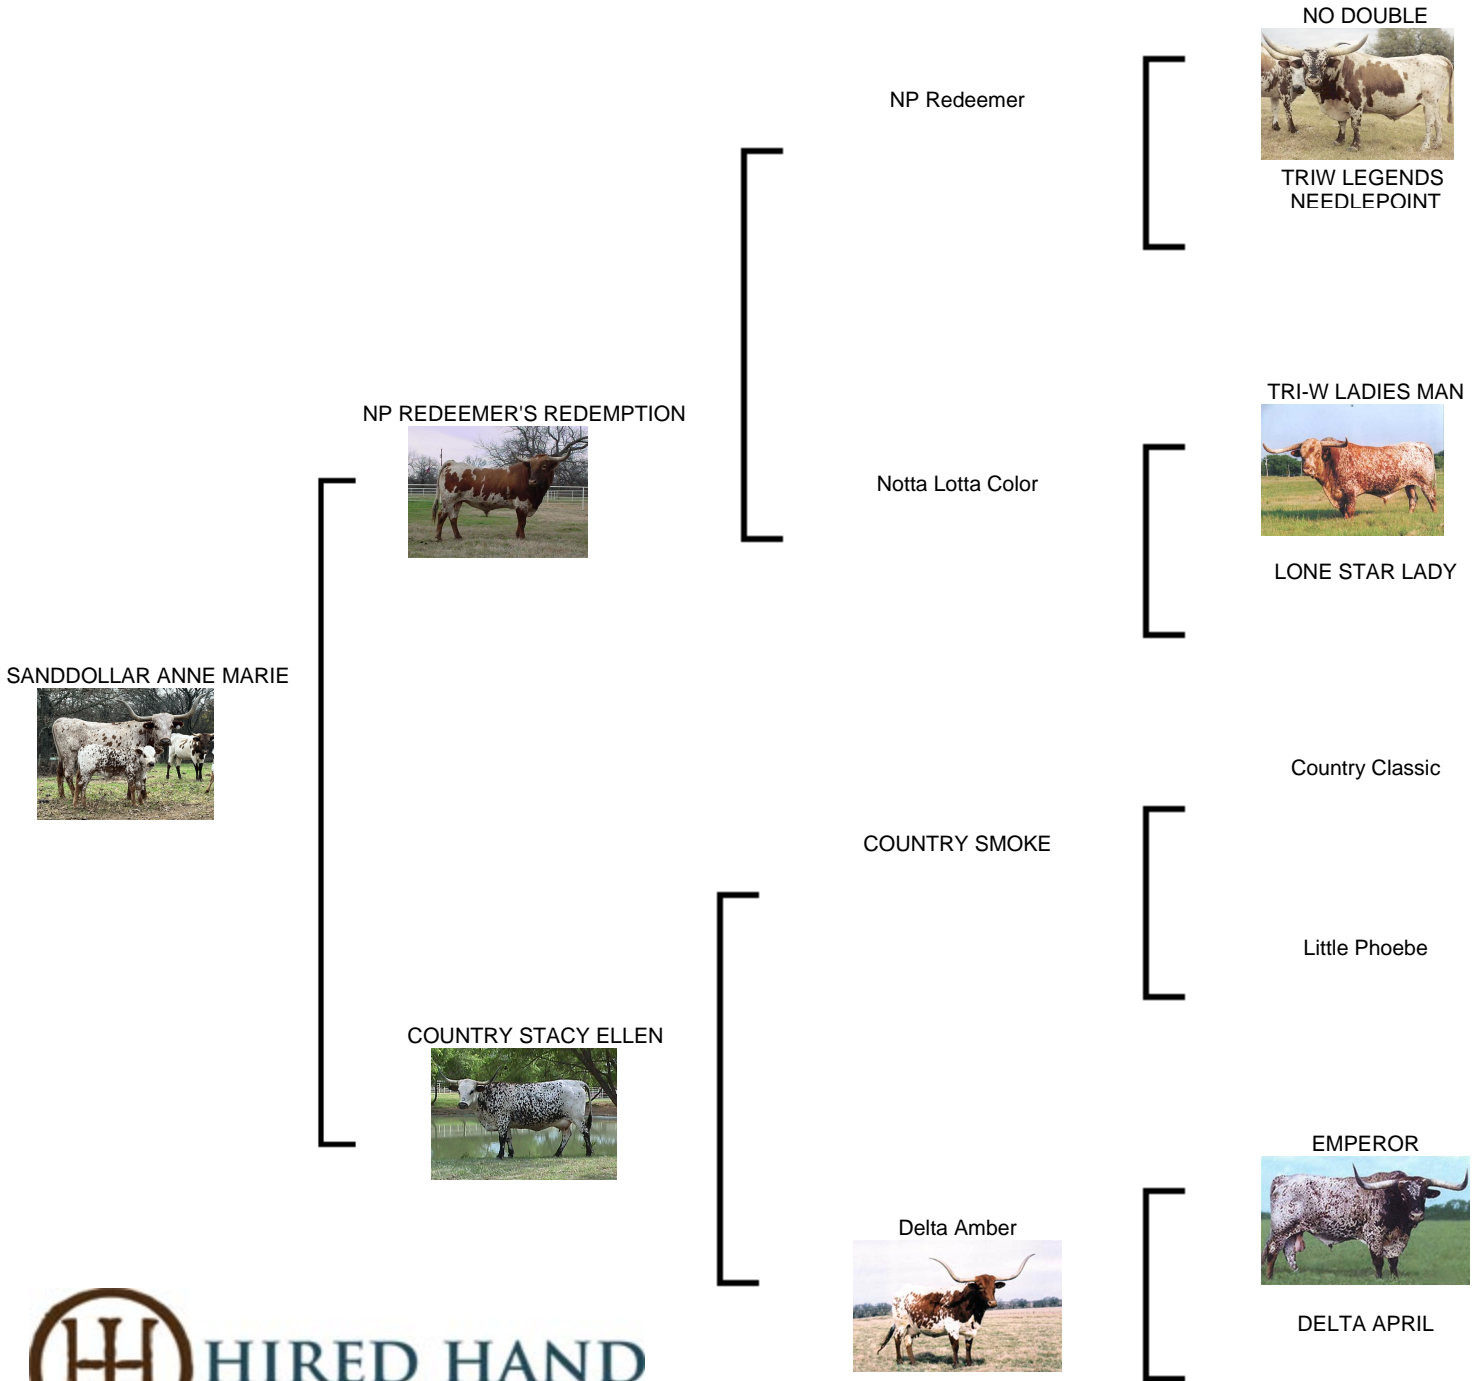 NO DOUBLE
NP Redeemer
TRIW LEGENDS
NEEDLEPOINT
TRI-W LADIES MAN
NP REDEEMER'S REDEMPTION
Notta Lotta Color
LONE STAR LADY
SANDDOLLAR ANNE MARIE
Country Classic
COUNTRY SMOKE
Little Phoebe
COUNTRY STACY ELLEN
EMPEROR
Delta Amber
DELTA APRIL
HIRED HAND